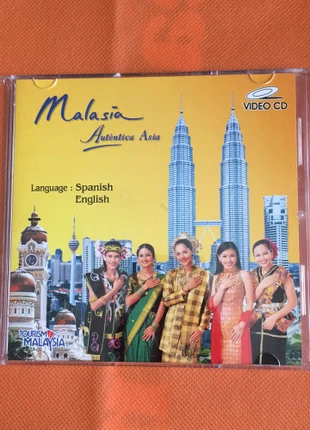 VIDEO CD
Malasia
Auténtica Asia
Language : Spanish
English
TOURISM
MALAYSIA